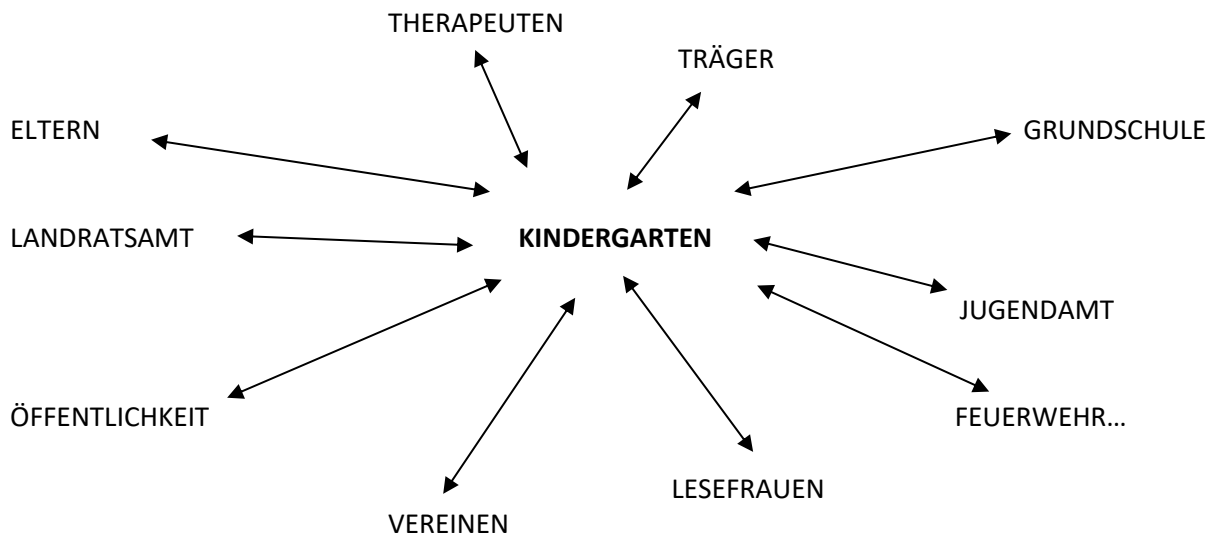 THERAPEUTEN
TRÄGER
ELTERN
GRUNDSCHULE
LANDRATSAMT
KINDERGARTEN
JUGENDAMT
ÖFFENTLICHKEIT
FEUERWEHR...
LESEFRAUEN
VEREINEN